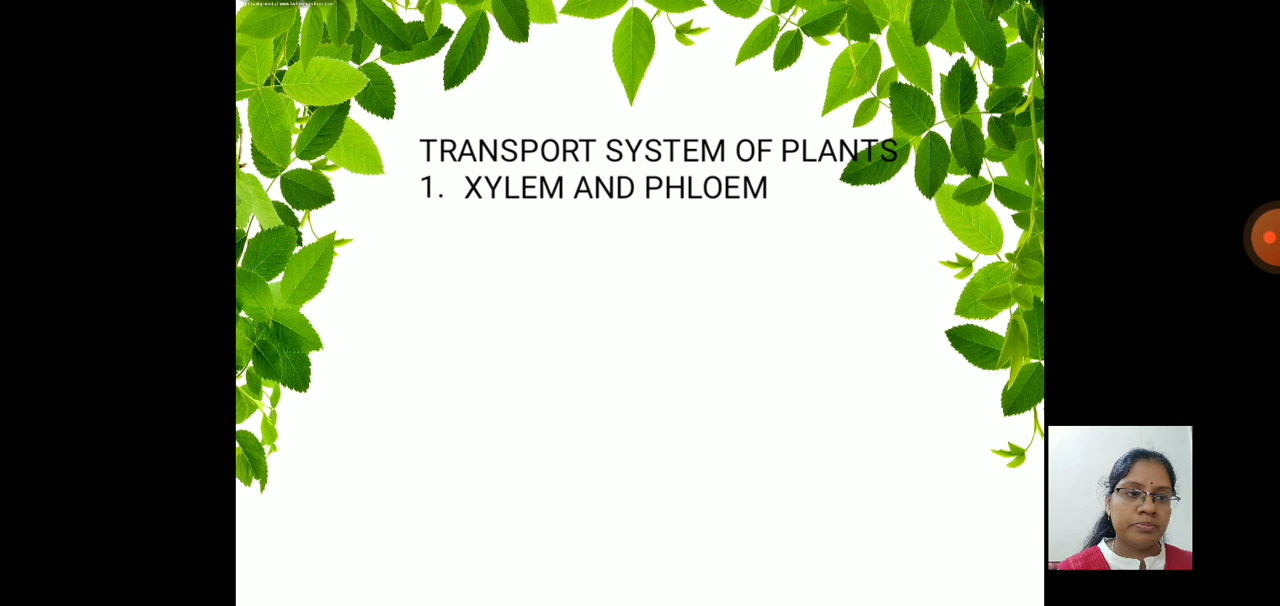 TRANSPORT SYSTEM OF PLANTS
1. XYLEM AND PHLOEM